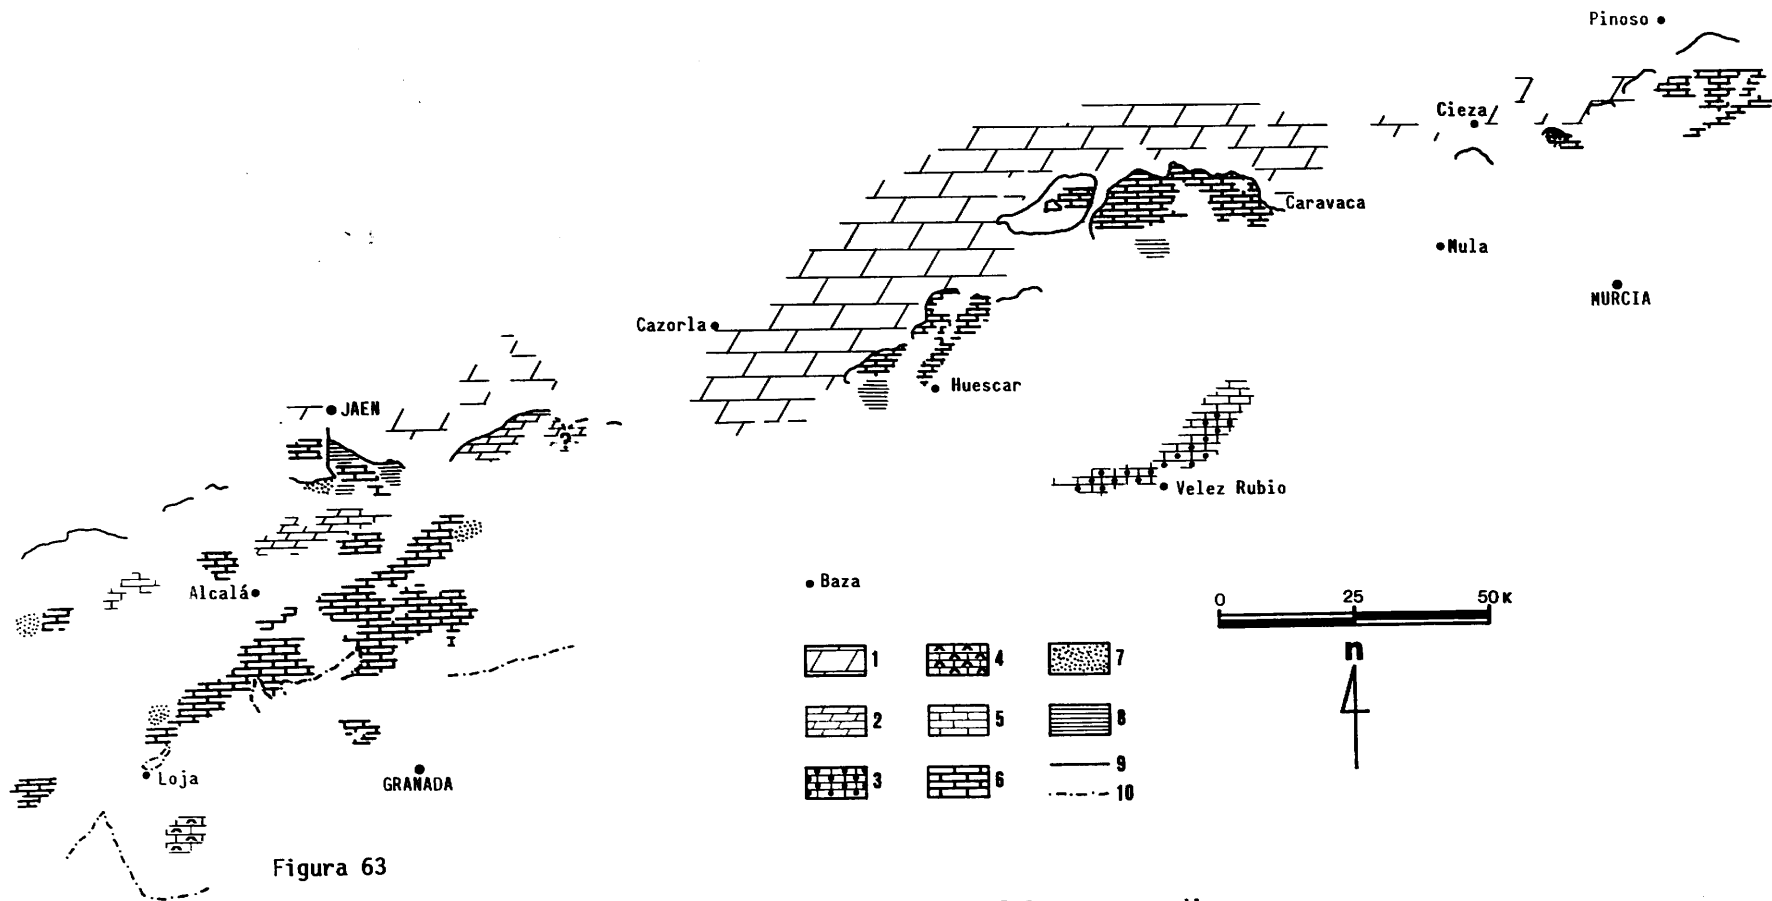 Pinoso
Cieza
Caravaca
Mula
MURCIA
Cazorla
Huescar
JAEN
?
Velez Rubio
Baza
Alcalá
Loja
GRANADA
0 25 50 K
n
1 4 7
2 5 8
3 6 9
10
Figura 63